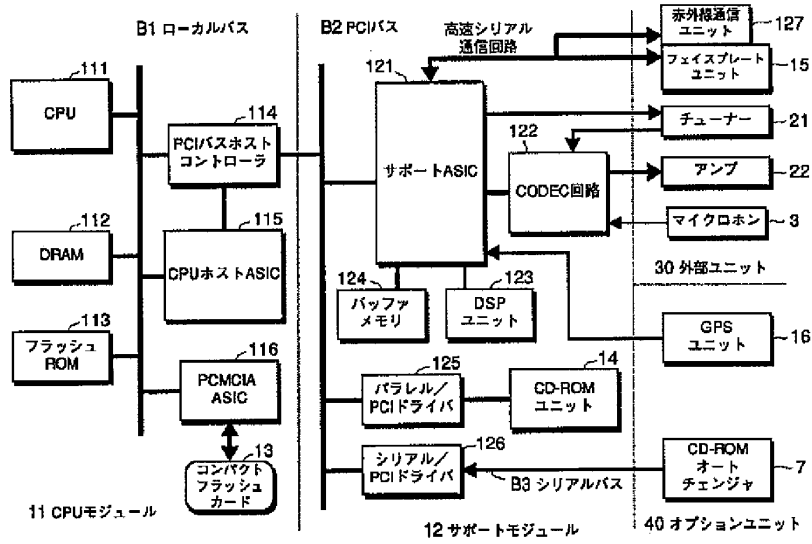 B1 ローカルバス
B2 PCIバス
高速シリアル
通信回路
赤外線通信
ユニット
127
フェイスプレート
ユニット
15
111
CPU
114
PCIバスホスト
コントローラ
121
サポートASIC
122
CODEC回路
チューナー
21
アンプ
22
マイクロホン
3
30 外部ユニット
112
DRAM
115
CPUホストASIC
124
バッファ
メモリ
123
DSP
ユニット
GPS
ユニット
16
113
フラッシュ
ROM
116
PCMCIA
ASIC
125
パラレル／
PCIドライバ
14
CD-ROM
ユニット
13
コンパクト
フラッシュ
カード
126
シリアル／
PCIドライバ
B3 シリアルバス
CD-ROM
オート
チェンジャ
7
11 CPUモジュール
12 サポートモジュール
40 オプションユニット